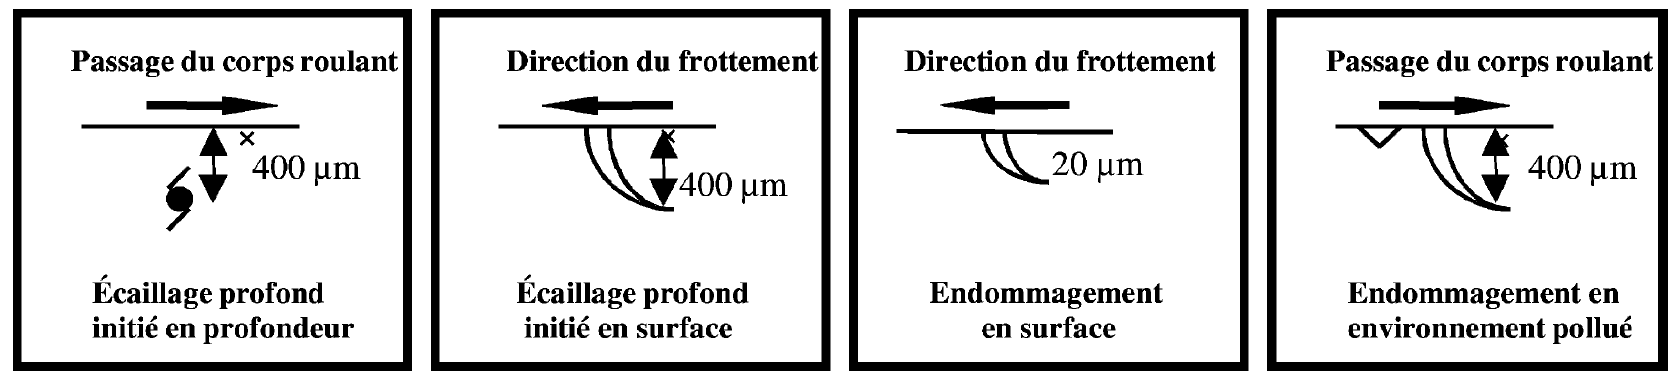 Passage du corps roulant
400 µm
Écaillage profond
initié en profondeur
Direction du frottement
400 µm
Écaillage profond
initié en surface
Direction du frottement
20 µm
Endommagement
en surface
Passage du corps roulant
400 µm
Endommagement en
environnement pollué